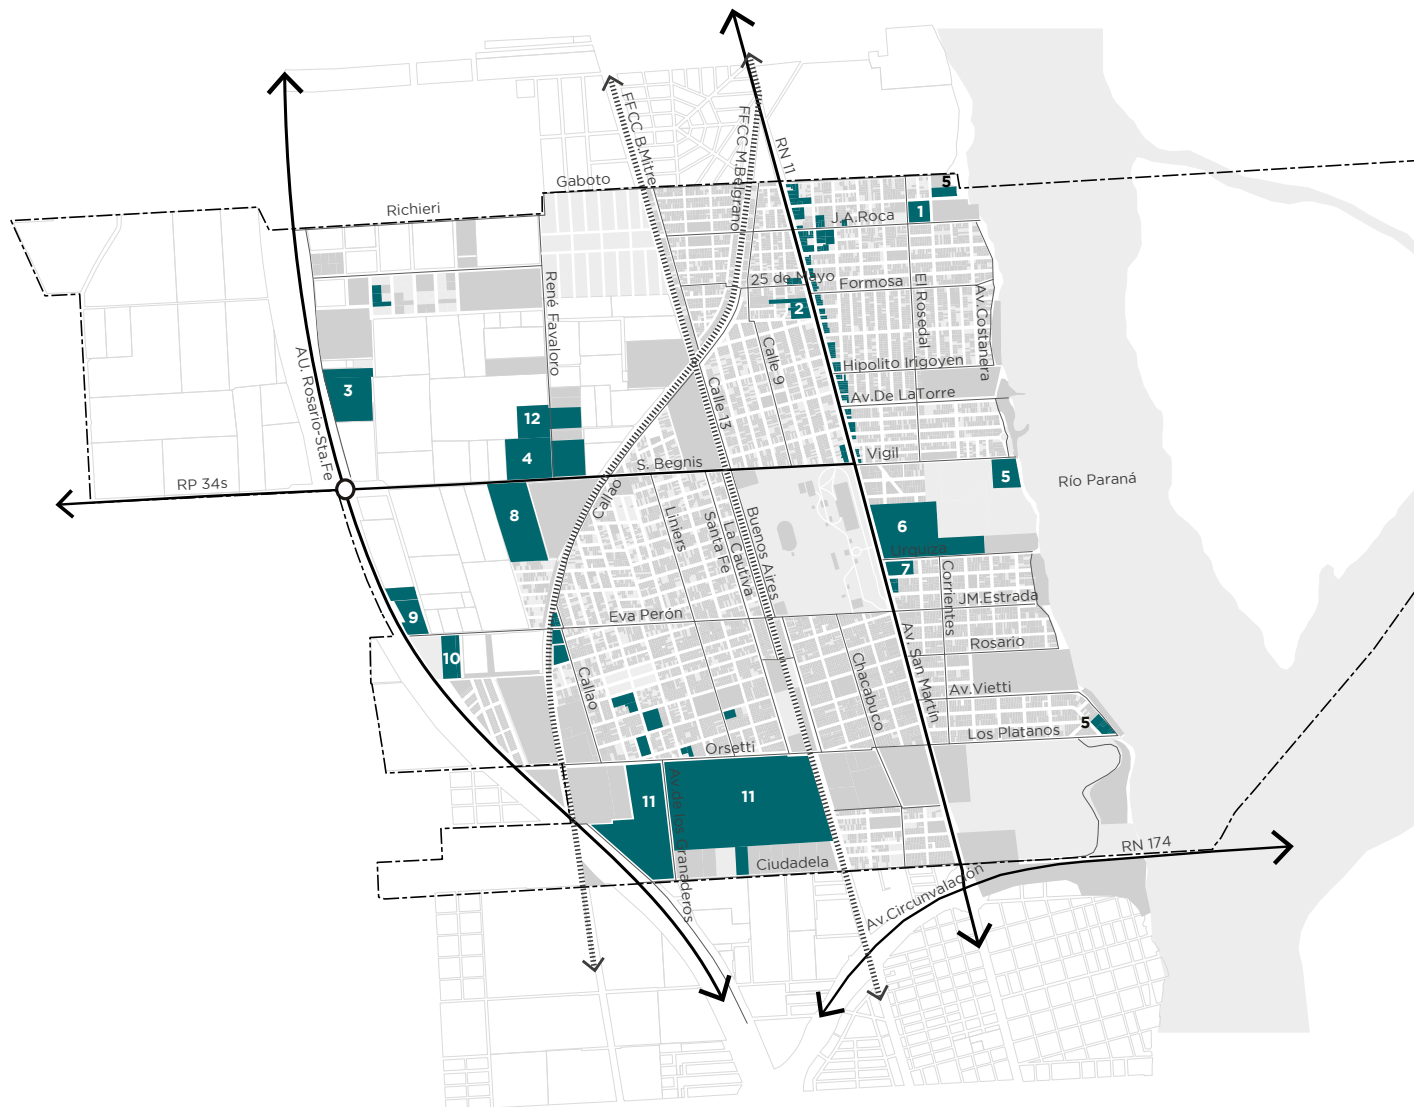 FFCC B.Mitre
FFCC M.Belgrano
RN 11
Gaboto
5
Richieri
1
J.A.Roca
25 de Mayo
Formosa
René Favaloro
El Rosedal
Av.Costanera
2
AU. Rosario-Sta.Fe
Calle 9
Hipolito Irigoyen
3
Calle 13
Av.De LaTorre
12
4
S. Begnis
Vigil
RP 34s
5
Río Paraná
Callao
8
Liniers
Santa Fe
La Cautiva
Buenos Aires
6
Urquiza
7
Corrientes
JM.Estrada
9
Eva Perón
Rosario
10
Callao
Chacabuco
Av. San Martín
Av.Vietti
5
Los Platanos
Orsetti
11
Av.de los Granaderos
11
Ciudadela
RN 174
Av.Circunvalación